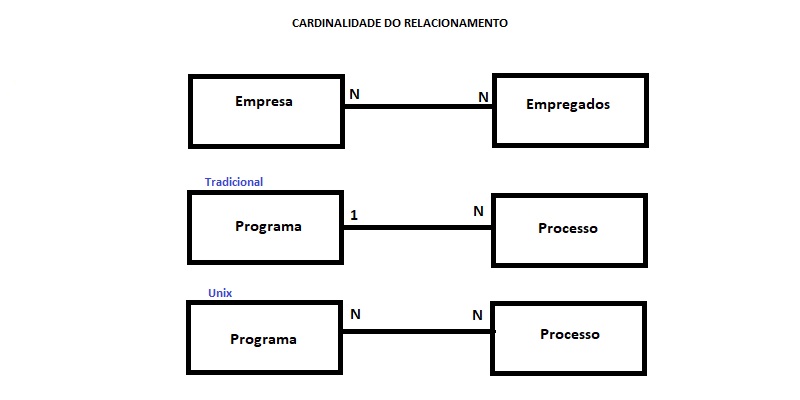 CARDINALIDADE DO RELACIONAMENTO
Empresa
N
N
Empregados
Tradicional
Programa
1
N
Processo
Unix
Programa
N
N
Processo